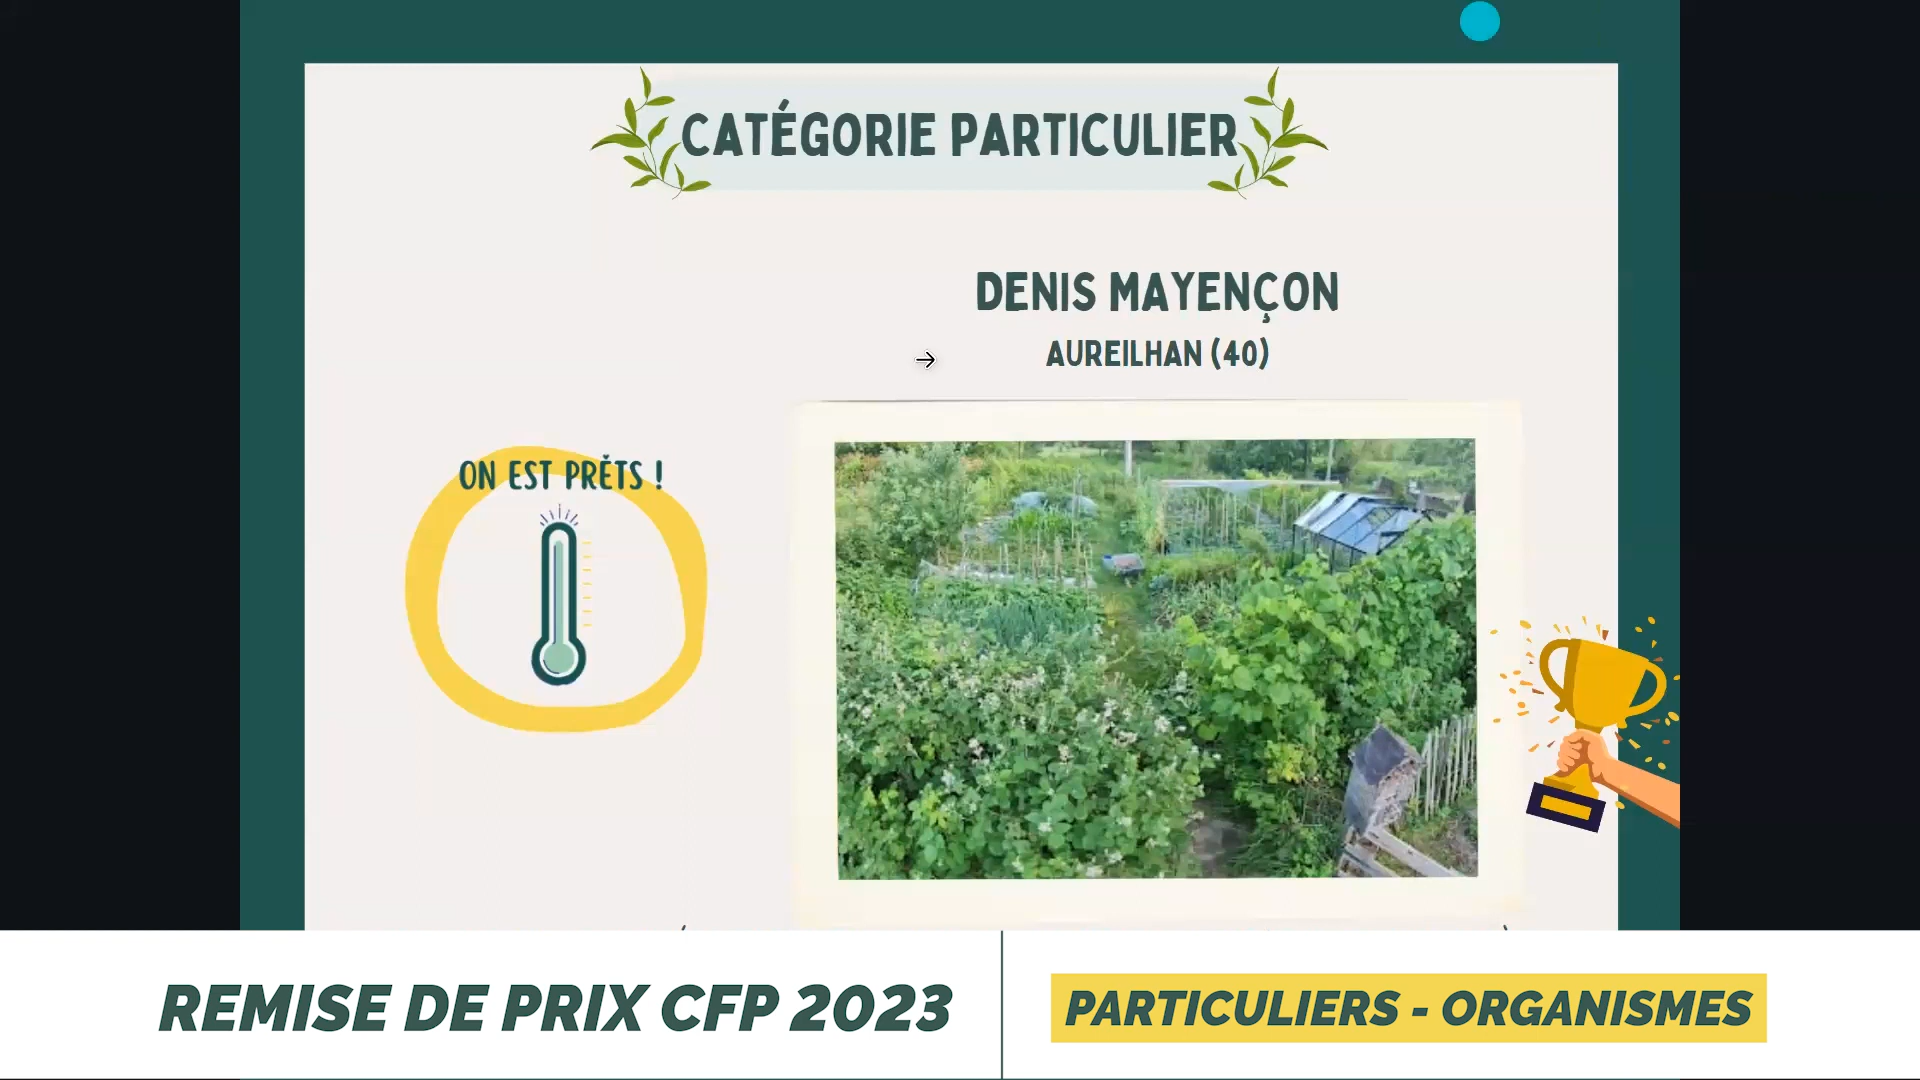 CATÉGORIE PARTICULIER
DENIS MAYENÇON
AUREILHAN (40)
ON EST PRÊTS !
REMISE DE PRIX CFP 2023
PARTICULIERS - ORGANISMES